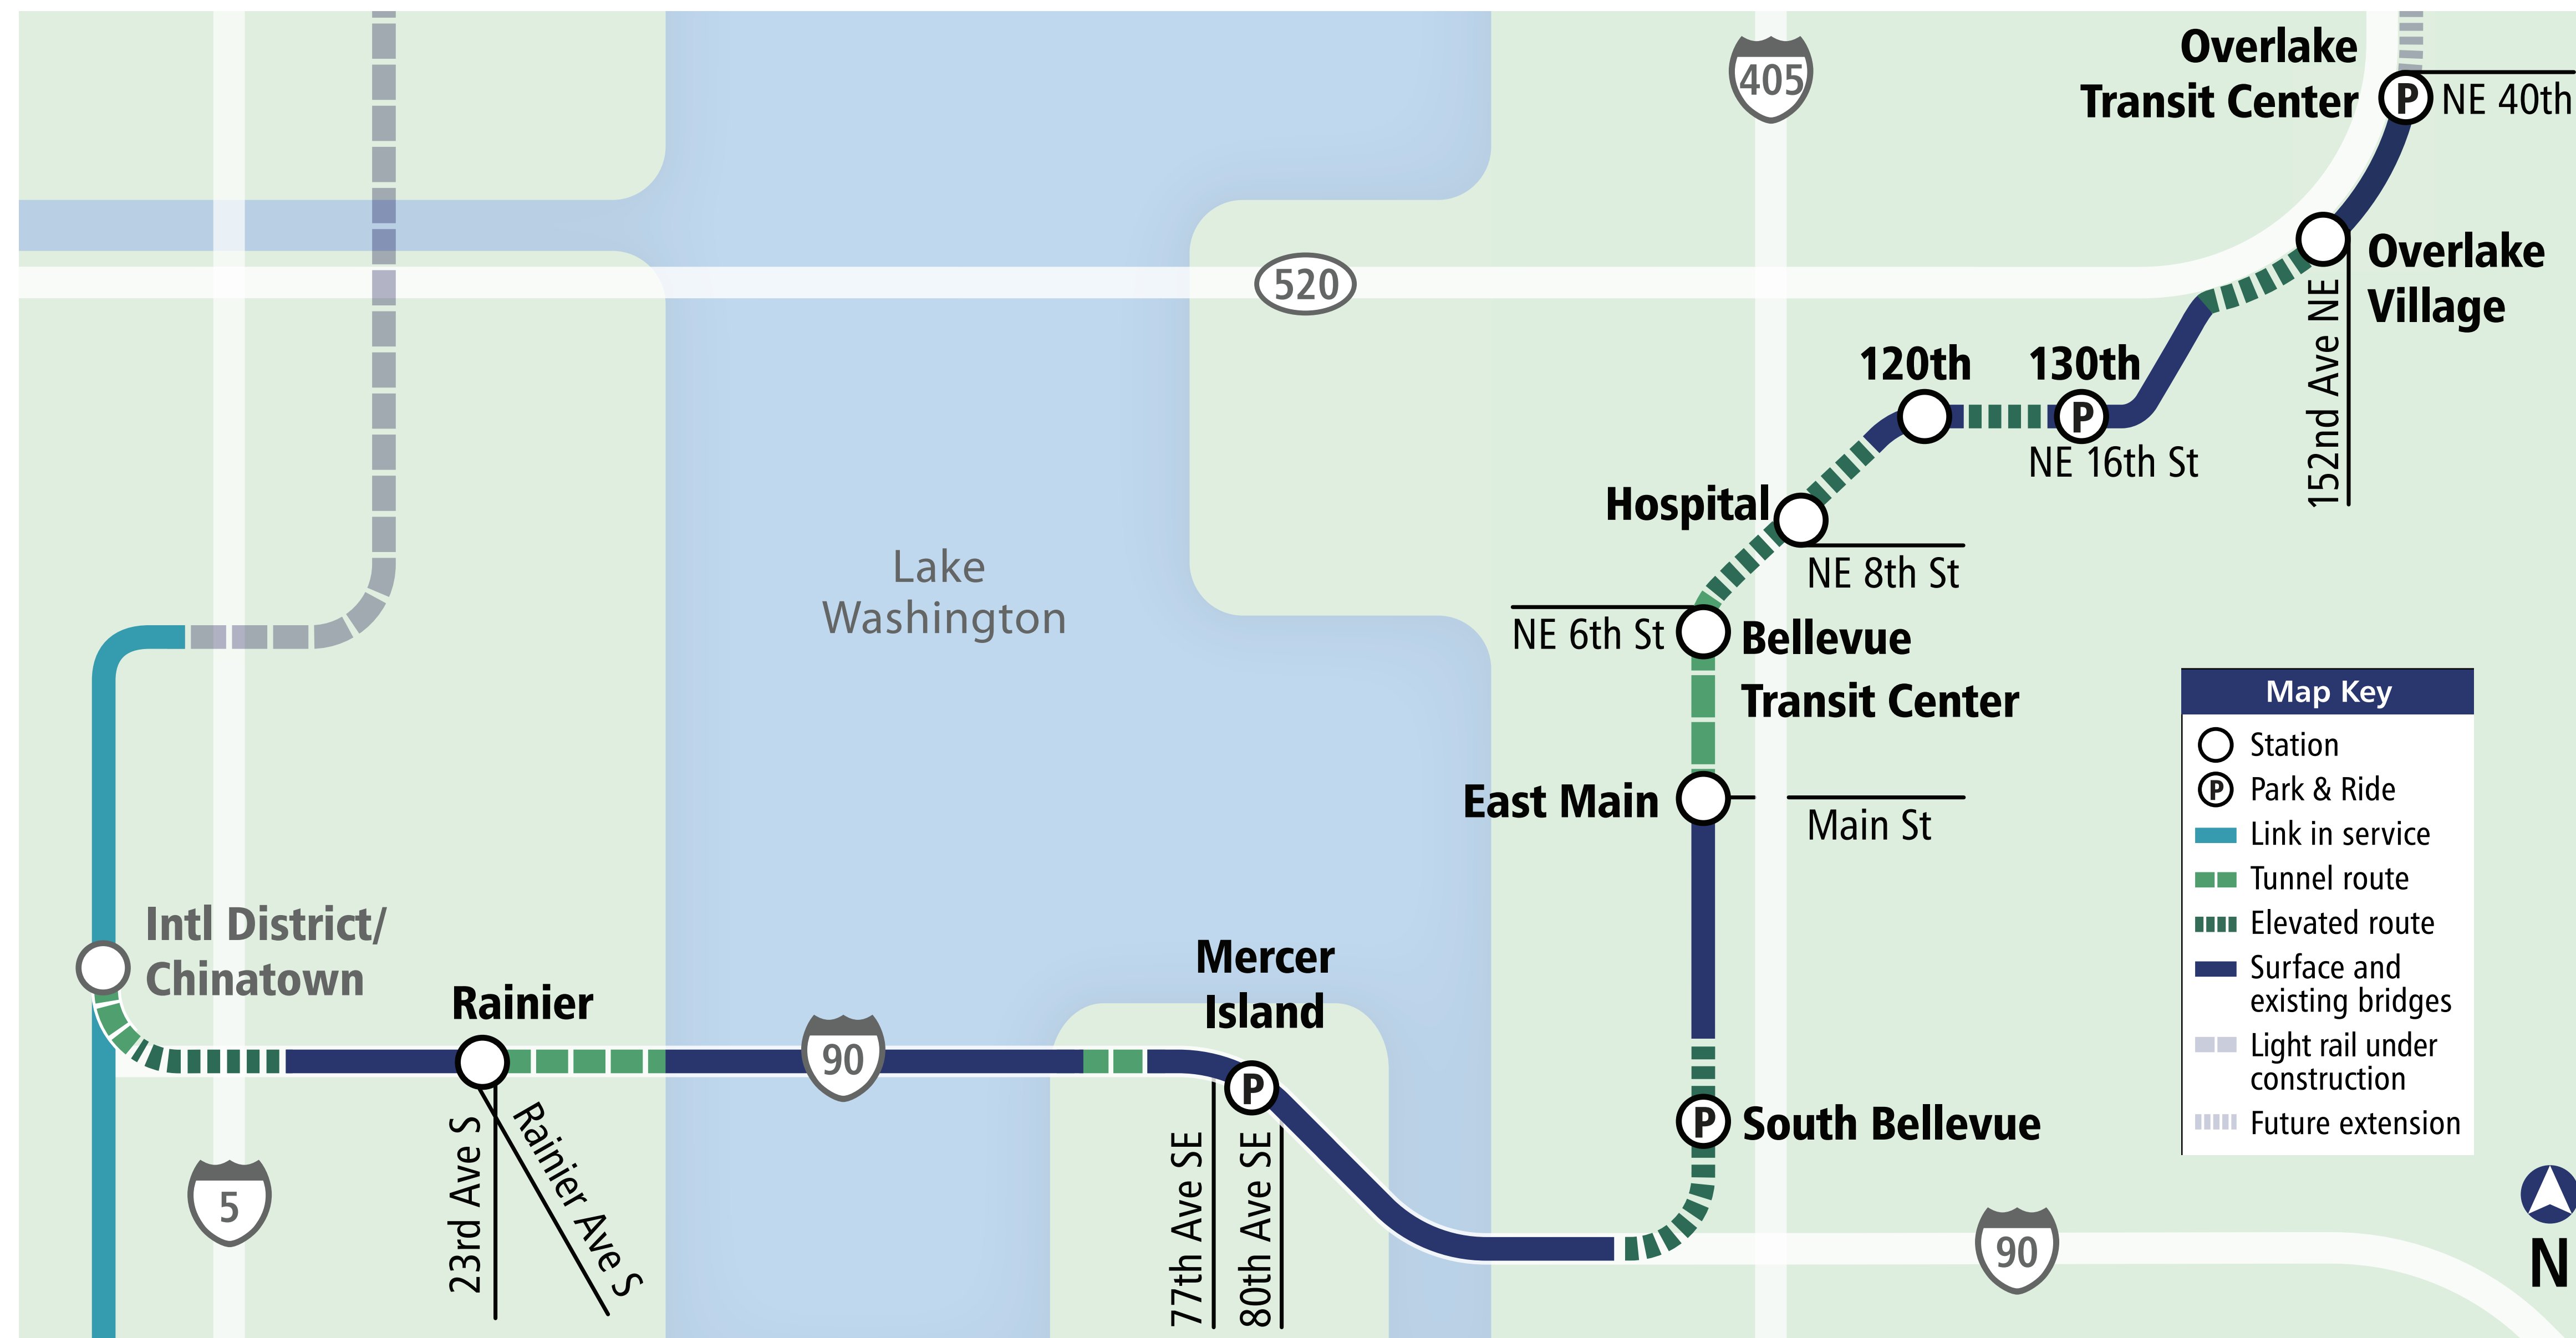 Overlake
Transit Center
P
NE 40th
405
520
Overlake
Village
152nd Ave NE
120th
130th
P
NE 16th St
Hospital
NE 8th St
Lake
Washington
NE 6th St
Bellevue
Transit Center
East Main
Main St
Map Key
Station
P
Park & Ride
Link in service
Tunnel route
Elevated route
Surface and
existing bridges
Light rail under
construction
Future extension
Intl District/
Chinatown
Rainier
Mercer
Island
90
P
P
South Bellevue
5
23rd Ave S
Rainier Ave S
77th Ave SE
80th Ave SE
90
N